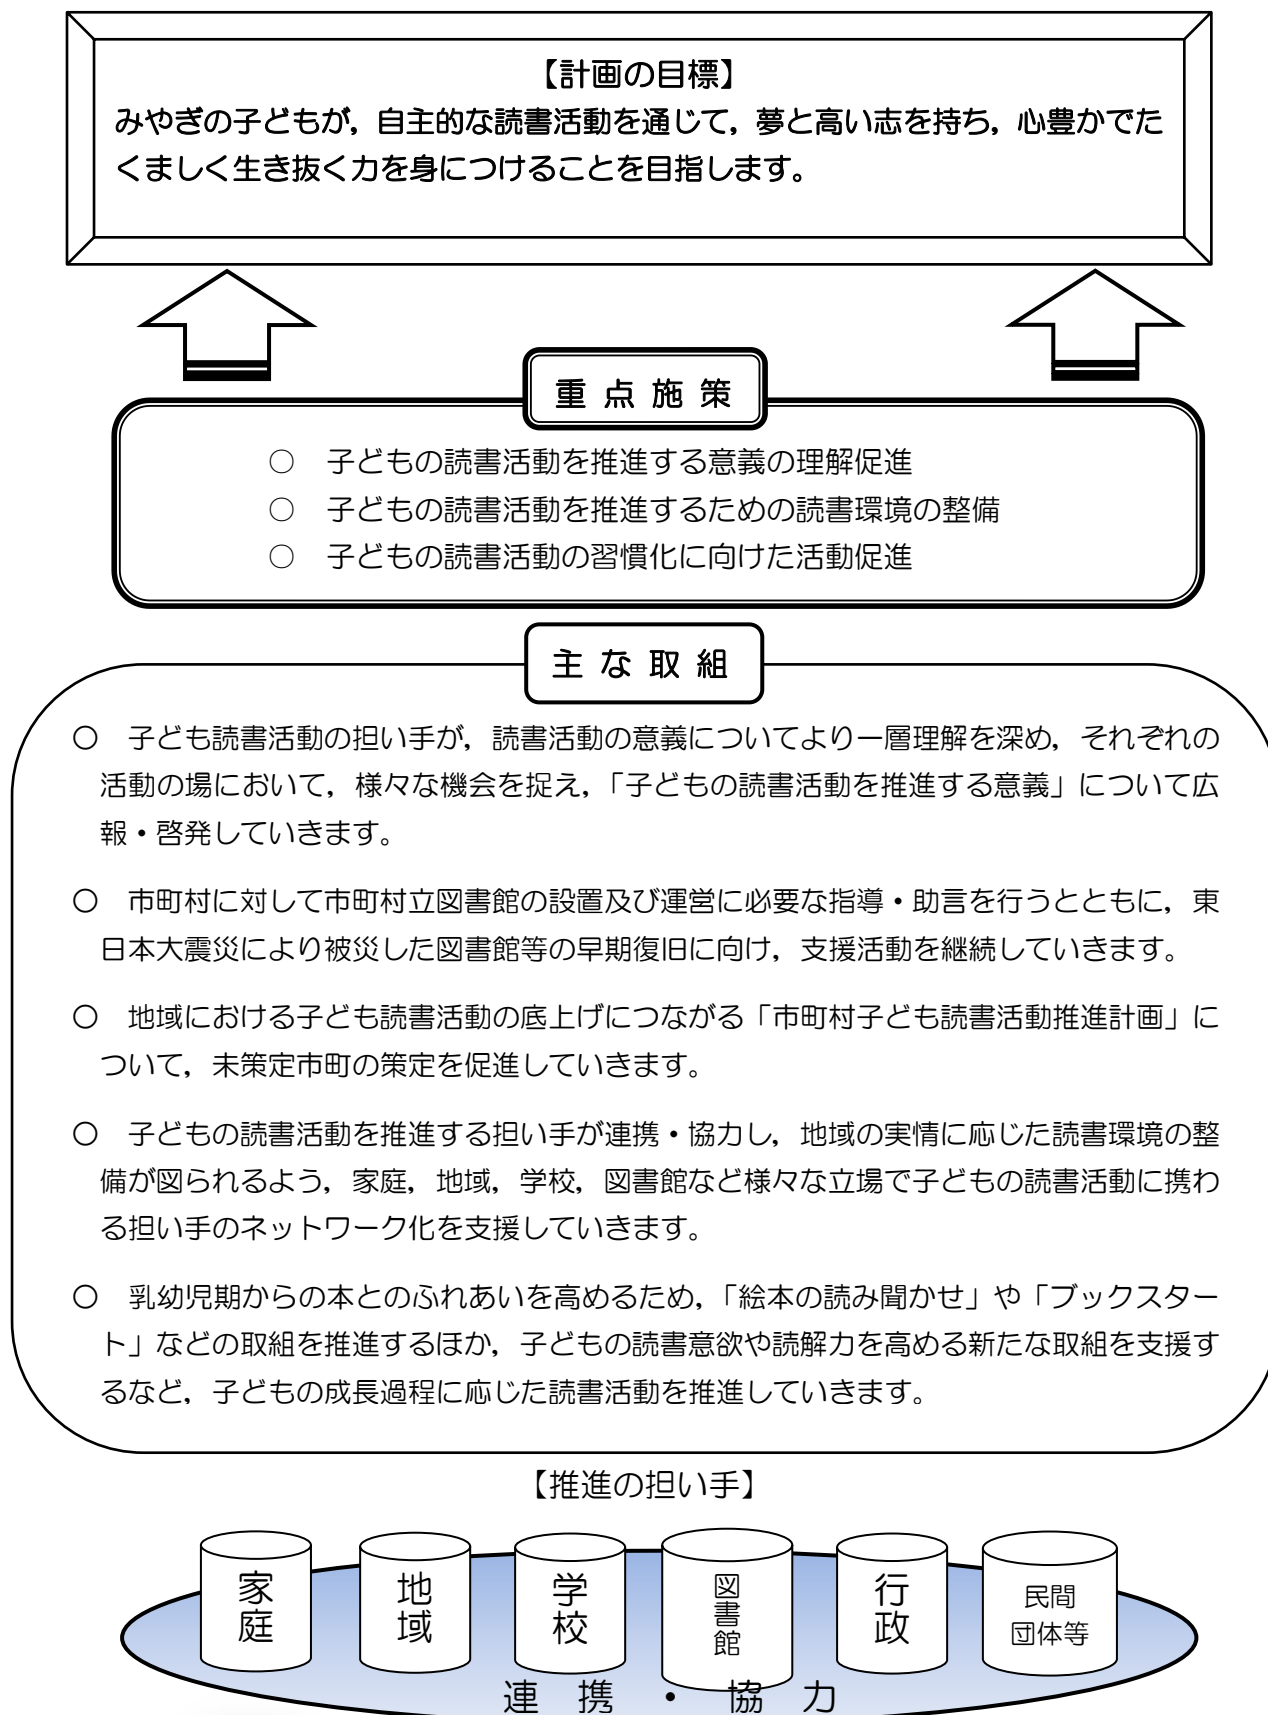 【計画の目標】
みやぎの子どもが，自主的な読書活動を通じて，夢と高い志を持ち，心豊かでた
くましく生き抜く力を身につけることを目指します。
重点施策
○　子どもの読書活動を推進する意義の理解促進
○　子どもの読書活動を推進するための読書環境の整備
○　子どもの読書活動の習慣化に向けた活動促進
主な取組
○　子ども読書活動の担い手が，読書活動の意義についてより一層理解を深め，それぞれの
活動の場において，様々な機会を捉え，「子どもの読書活動を推進する意義」について広
報・啓発していきます。
○　市町村に対して市町村立図書館の設置及び運営に必要な指導・助言を行うとともに，東
日本大震災により被災した図書館等の早期復旧に向け，支援活動を継続していきます。
○　地域における子ども読書活動の底上げにつながる「市町村子ども読書活動推進計画」に
ついて，未策定市町の策定を促進していきます。
○　子どもの読書活動を推進する担い手が連携・協力し，地域の実情に応じた読書環境の整
備が図られるよう，家庭，地域，学校，図書館など様々な立場で子どもの読書活動に携わ
る担い手のネットワーク化を支援していきます。
○　乳幼児期からの本とのふれあいを高めるため，「絵本の読み聞かせ」や「ブックスター
ト」などの取組を推進するほか，子どもの読書意欲や読解力を高める新たな取組を支援す
るなど，子どもの成長過程に応じた読書活動を推進していきます。
【推進の担い手】
家庭
地域
学校
図書館
行政
民間
団体等
連携・協力